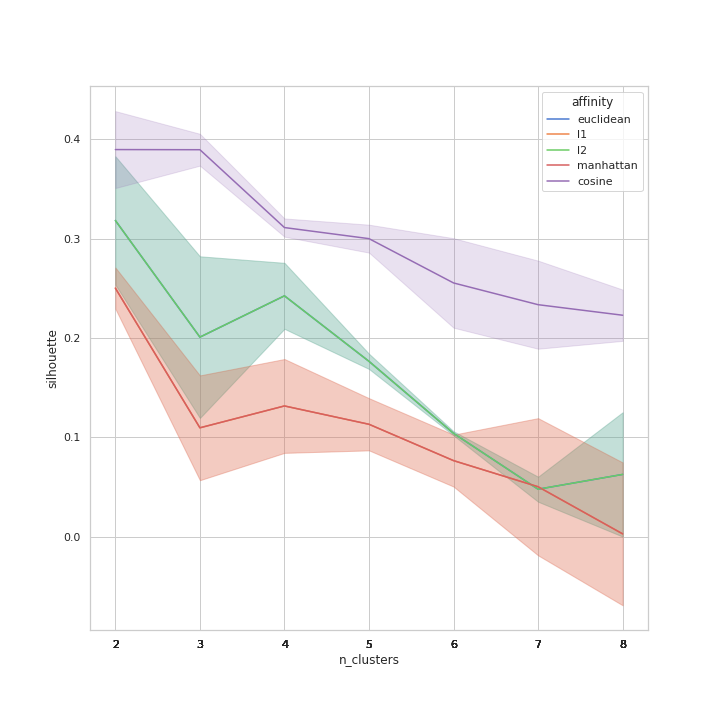 affinity
euclidean
l1
l2
manhattan
cosine
0.4
0.3
0.2
0.1
0.0
silhouette
2 3 4 5 6 7 8
n_clusters